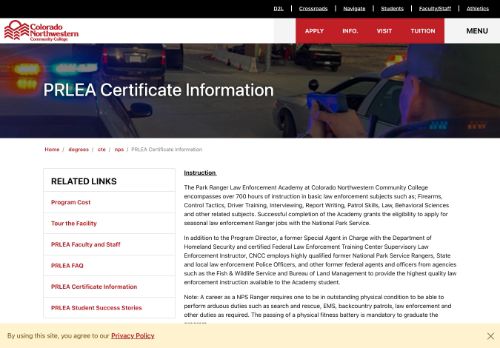 D2L | Crossroads | Navigate | Students | Faculty/Staff | Athletics
Colorado
Northwestern
Community College
APPLY INFO. VISIT TUITION MENU
PRLEA Certificate Information
Home / degrees / cte / nps / PRLEA Certificate Information
RELATED LINKS
Program Cost
Tour the Facility
PRLEA Faculty and Staff
PRLEA FAQ
PRLEA Certificate Information
PRLEA Student Success Stories
Instruction
The Park Ranger Law Enforcement Academy at Colorado Northwestern Community College
encompasses over 700 hours of instruction in basic law enforcement subjects such as; Firearms,
Control Tactics, Driver Training, Interviewing, Report Writing, Patrol Skills, Law, Behavioral Sciences
and other related subjects. Successful completion of the Academy grants the eligibility to apply for
seasonal law enforcement Ranger jobs with the National Park Service.
In addition to the Program Director, a former Special Agent in Charge with the Department of
Homeland Security and certified Federal Law Enforcement Training Center Supervisory Law
Enforcement Instructor, CNCC employs highly qualified former National Park Service Rangers, State
and local law enforcement Police Officers, and other former federal agents and officers from agencies
such as the Fish & Wildlife Service and Bureau of Land Management to provide the highest quality law
enforcement instruction available to the Academy student.
Note: A career as a NPS Ranger requires one to be in outstanding physical condition to be able to
perform arduous duties such as search and rescue, EMS, backcountry patrols, law enforcement and
other duties as required. The passing of a physical fitness battery is mandatory to graduate the
By using this site, you agree to our Privacy Policy